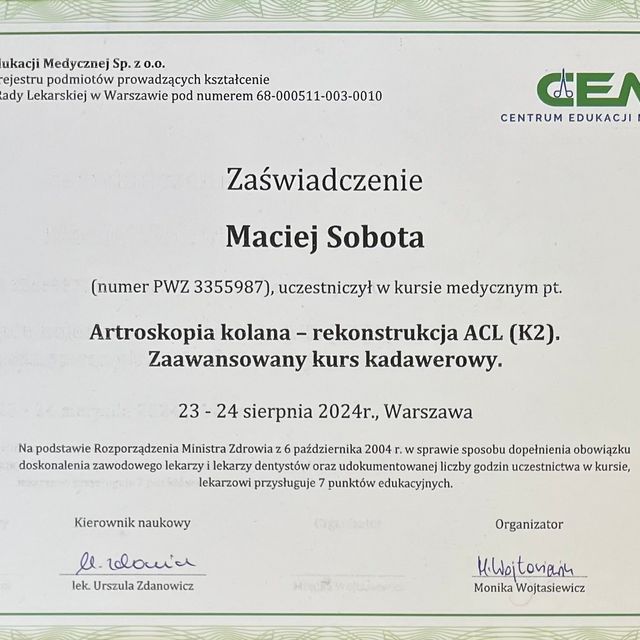 dukacji Medycznej Sp. z o.o.
rejestru podmiotów prowadzących kształcenie
Rady Lekarskiej w Warszawie pod numerem 68-000511-003-0010
CEM
CENTRUM EDUKACJI
Zaświadczenie
Maciej Sobota
(numer PWZ 3355987), uczestniczył w kursie medycznym pt.
Artroskopia kolana – rekonstrukcja ACL (K2).
Zaawansowany kurs kadawerowy.
23 - 24 sierpnia 2024r., Warszawa
Na podstawie Rozporządzenia Ministra Zdrowia z 6 października 2004 r. w sprawie sposobu dopełnienia obowiązku
doskonalenia zawodowego lekarzy i lekarzy dentystów oraz udokumentowanej liczby godzin uczestnictwa w kursie,
lekarzowi przysługuje 7 punktów edukacyjnych.
Kierownik naukowy
Organizator
M.Wojtasiewicz
lek. Urszula Zdanowicz
Monika Wojtasiewicz